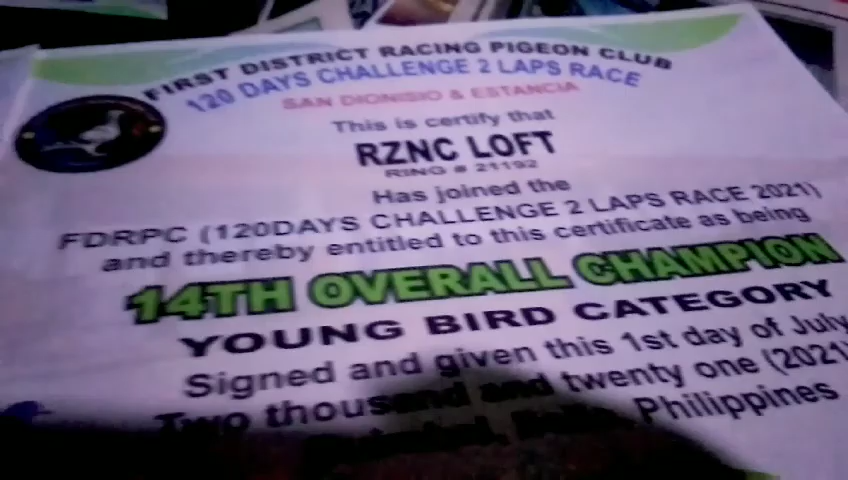 FIRST DISTRICT RACING PIGEON CLUB
120 DAYS CHALLENGE 2 LAPS RACE
SAN DIONISIO & ESTANCIA
This is certify that
RZNC LOFT
RING # 21192
Has joined the
FDRPC (120DAYS CHALLENGE 2 LAPS RACE 2021)
and thereby entitled to this certificate as being
14TH OVERALL CHAMPION
YOUNG BIRD CATEGORY
Signed and given this 1st day of July
Two thousand and twenty one (2021)
Philippines